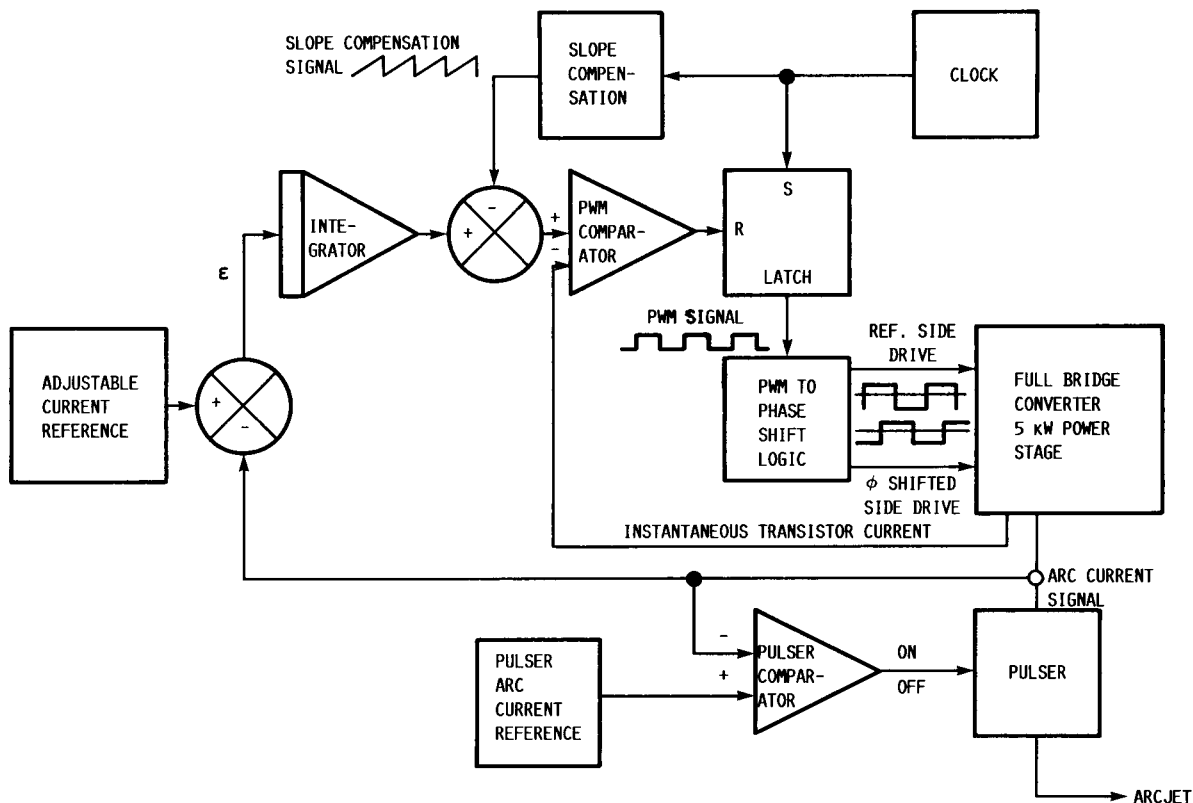 SLOPE COMPENSATION
SIGNAL
SLOPE
COMPEN-
SATION
CLOCK
S
R
LATCH
INTE-
GRATOR
-
+
+
-
PWM
COMPAR-
ATOR
ε
PWM SIGNAL
REF. SIDE
DRIVE
ADJUSTABLE
CURRENT
REFERENCE
+
-
PWM TO
PHASE
SHIFT
LOGIC
FULL BRIDGE
CONVERTER
5 KW POWER
STAGE
ϕ SHIFTED
SIDE DRIVE
INSTANTANEOUS TRANSISTOR CURRENT
ARC CURRENT
SIGNAL
PULSER
ARC
CURRENT
REFERENCE
-
+
PULSER
COMPAR-
ATOR
ON
OFF
PULSER
ARCJET